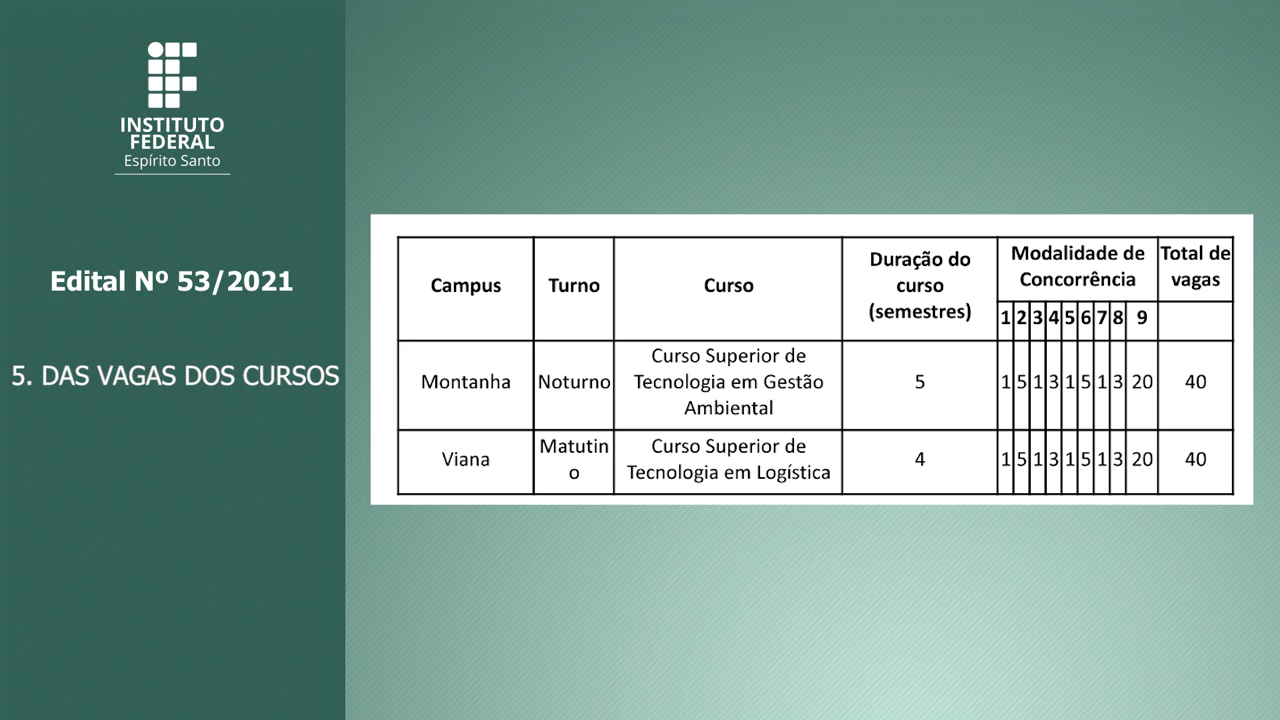 INSTITUTO
FEDERAL
Espírito Santo
Edital Nº 53/2021
5. DAS VAGAS DOS CURSOS
Campus Turno Curso Duração do curso (semestres) Modalidade de Concorrência Total de vagas
1 2 3 4 5 6 7 8 9
Montanha Noturno Curso Superior de Tecnologia em Gestão Ambiental 5 1 5 1 3 1 5 1 3 20 40
Viana Matutino Curso Superior de Tecnologia em Logística 4 1 5 1 3 1 5 1 3 20 40